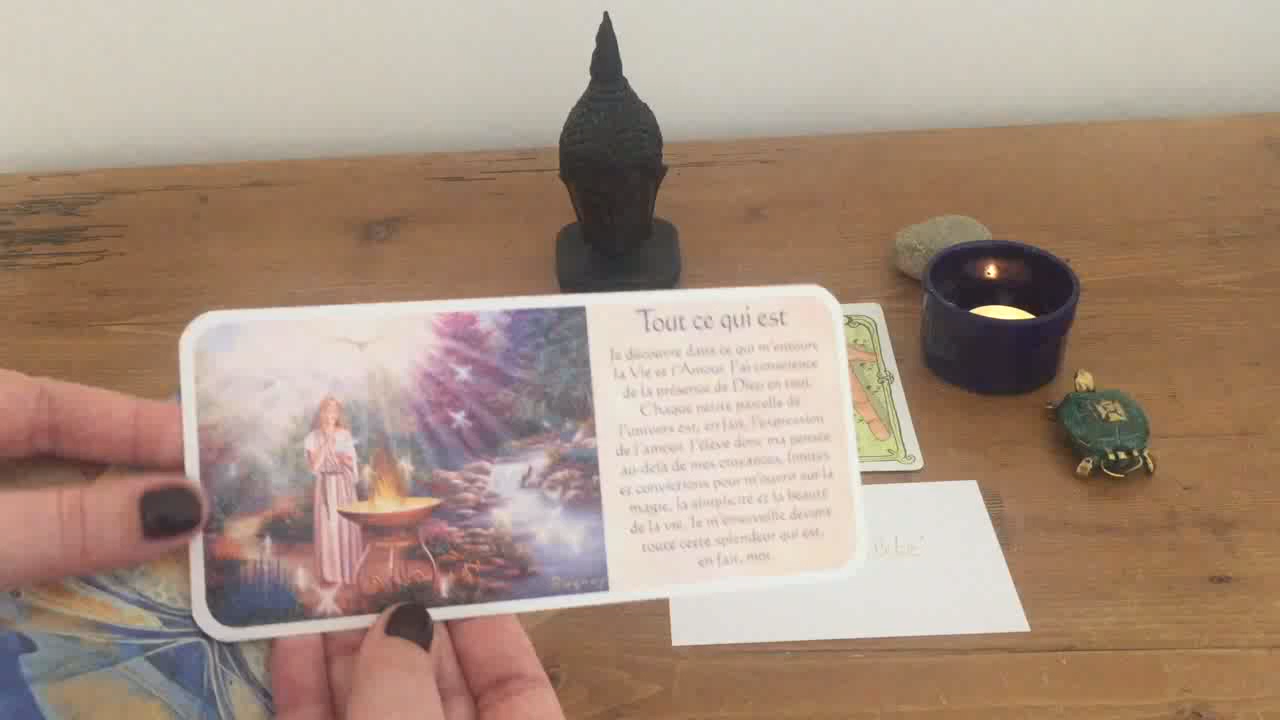 Tout ce qui est
Je découvre dans ce qui m'entoure
la Vie et l'Amour. J'ai conscience
de la présence de Dieu en tout.
Chaque petite parcelle de
l'univers est, en fait, l'expression
de l'amour. J'élève donc ma pensée
au-delà de mes croyances, limites
et convictions pour m'ouvrir sur la
magie, la simplicité et la beauté
de la vie. Je m'émerveille devant
toute cette splendeur qui est,
en fait, moi.